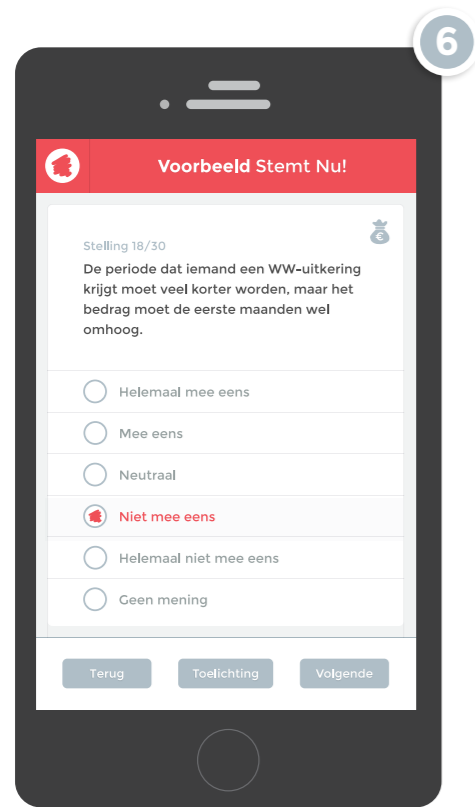 6
Voorbeeld Stemt Nu!
€
Stelling 18/30
De periode dat iemand een WW-uitkering
krijgt moet veel korter worden, maar het
bedrag moet de eerste maanden wel
omhoog.
Helemaal mee eens
Mee eens
Neutraal
Niet mee eens
Helemaal niet mee eens
Geen mening
Terug
Toelichting
Volgende